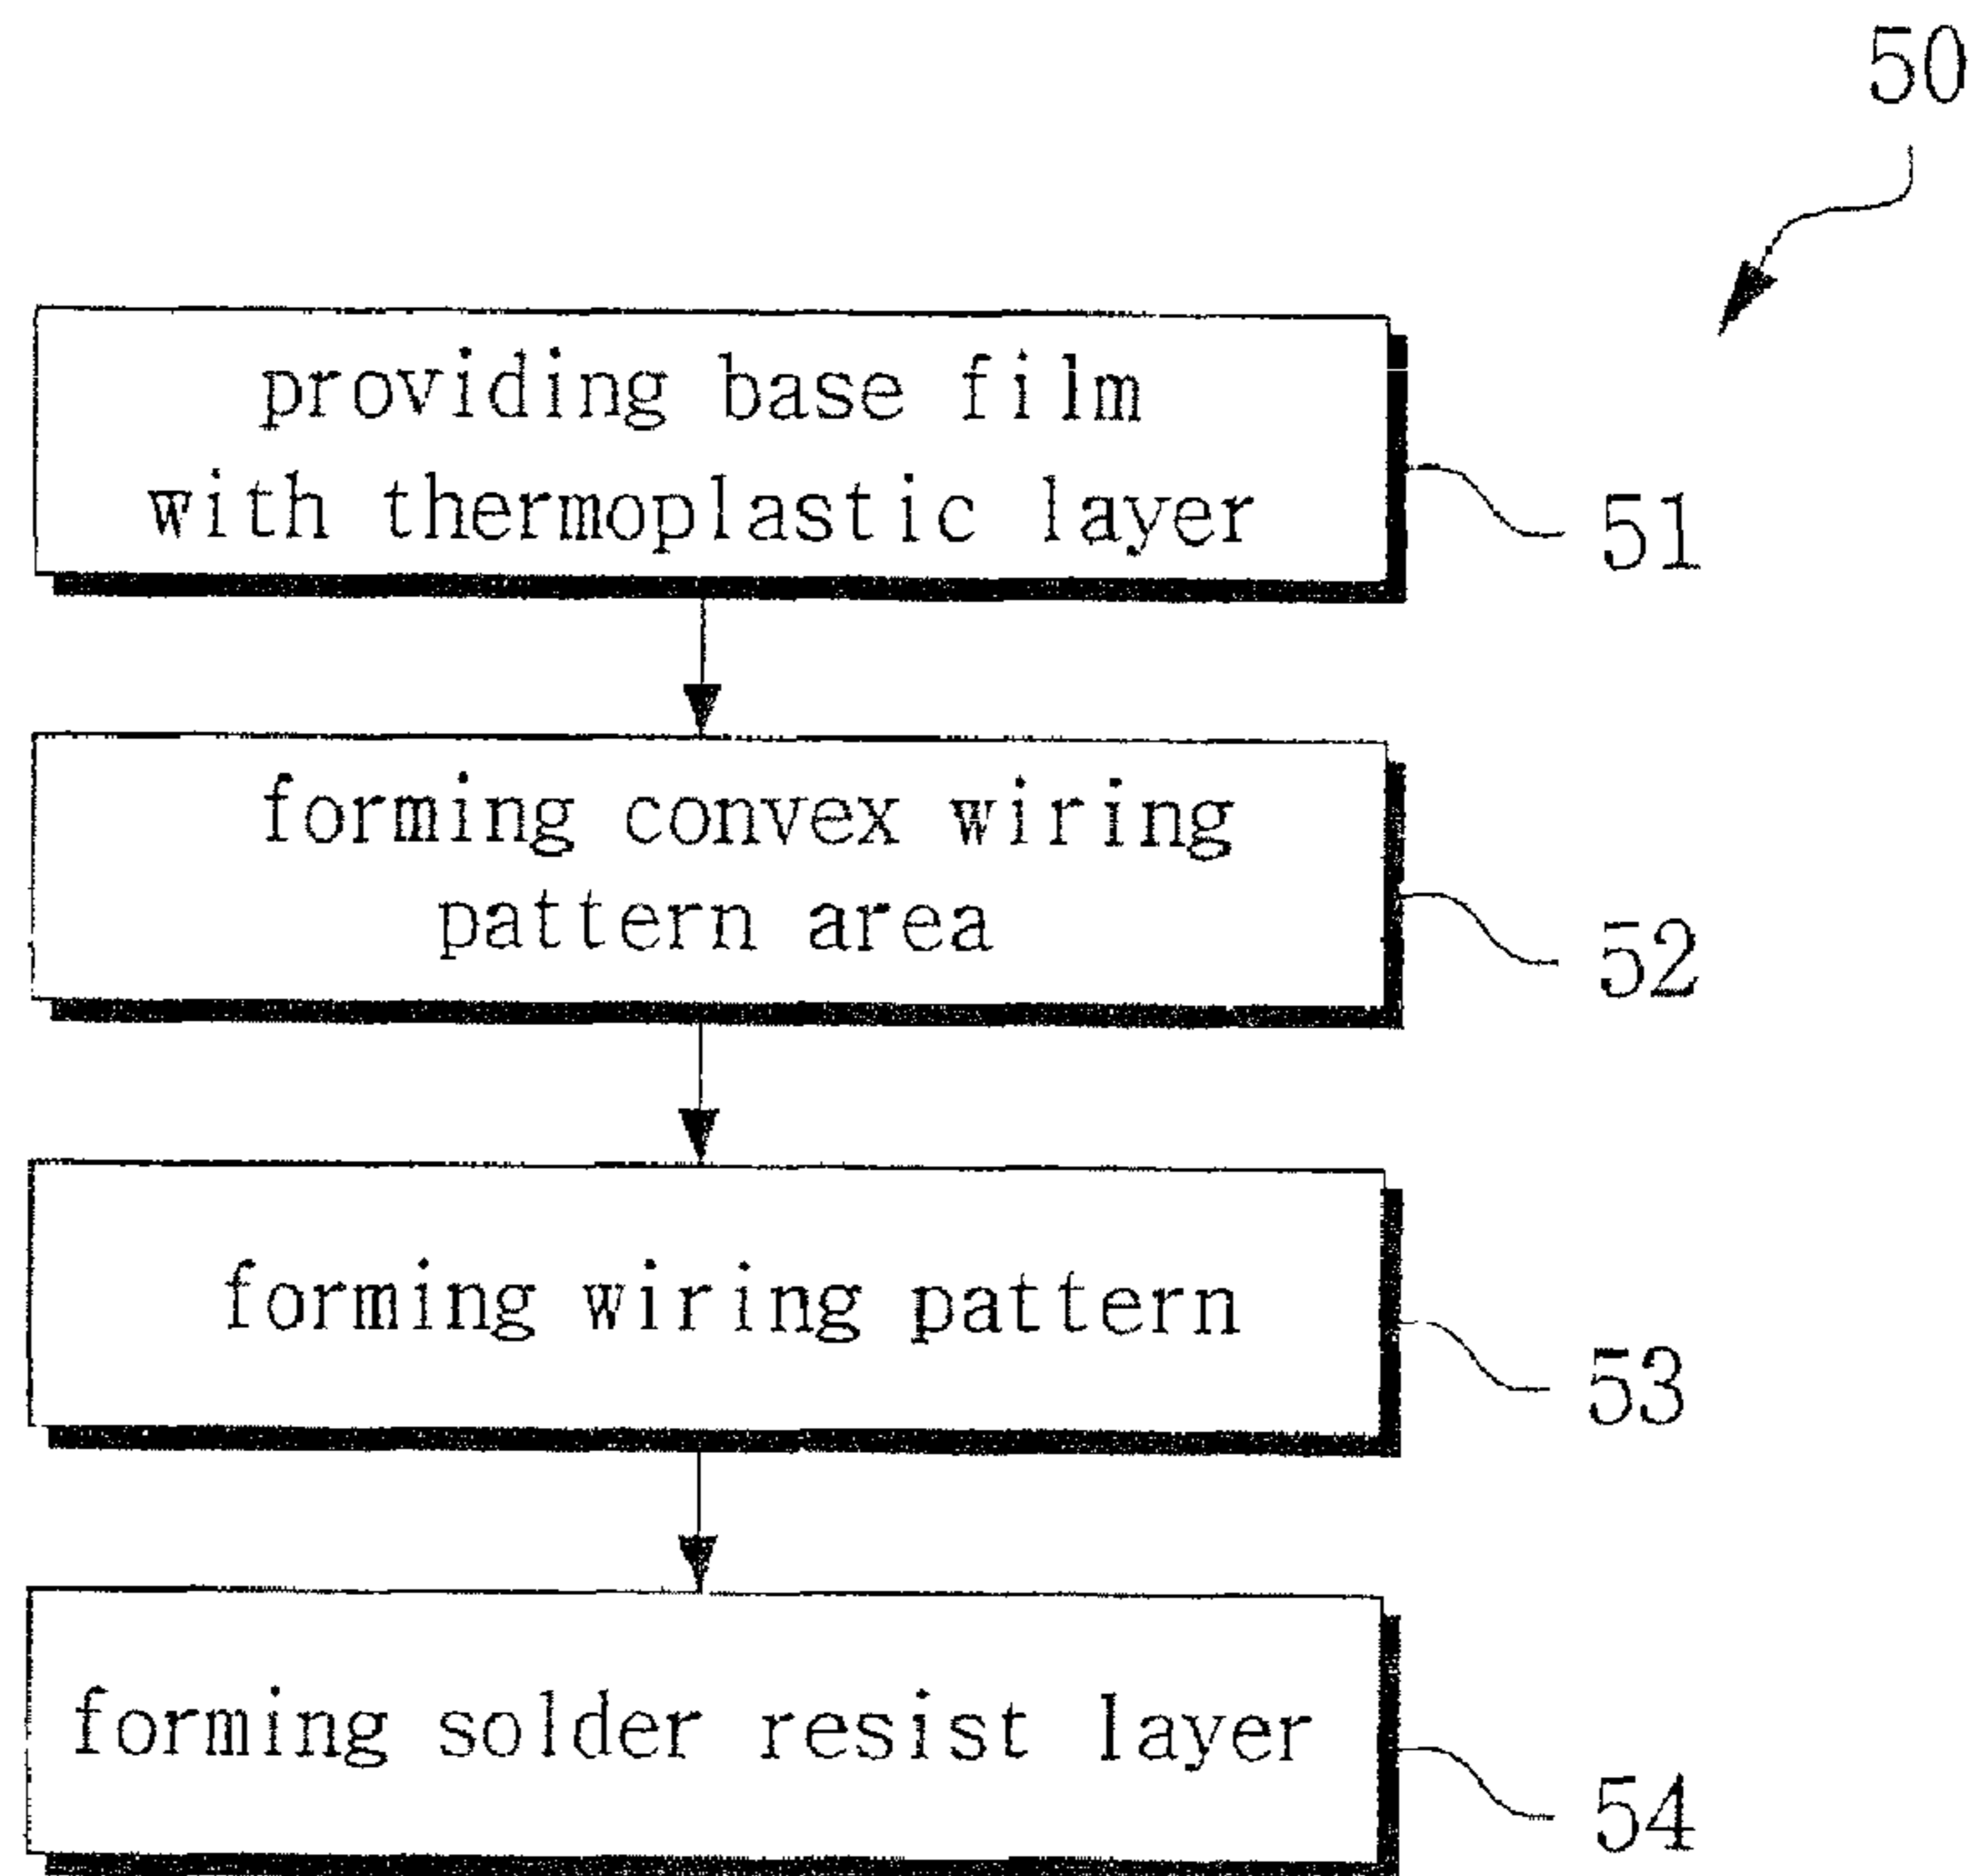 50
providing base film
with thermoplastic layer
51
forming convex wiring
pattern area
52
forming wiring pattern
53
forming solder resist layer
54